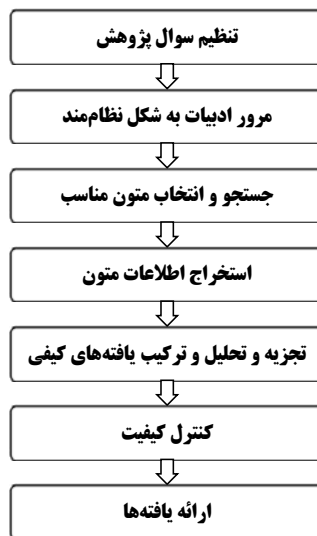 تنظیم سوال پژوهش
مرور ادبیات به شکل نظام‌مند
جستجو و انتخاب متون مناسب
استخراج اطلاعات متون
تجزیه و تحلیل و ترکیب یافته‌های کیفی
کنترل کیفیت
ارائه یافته‌ها